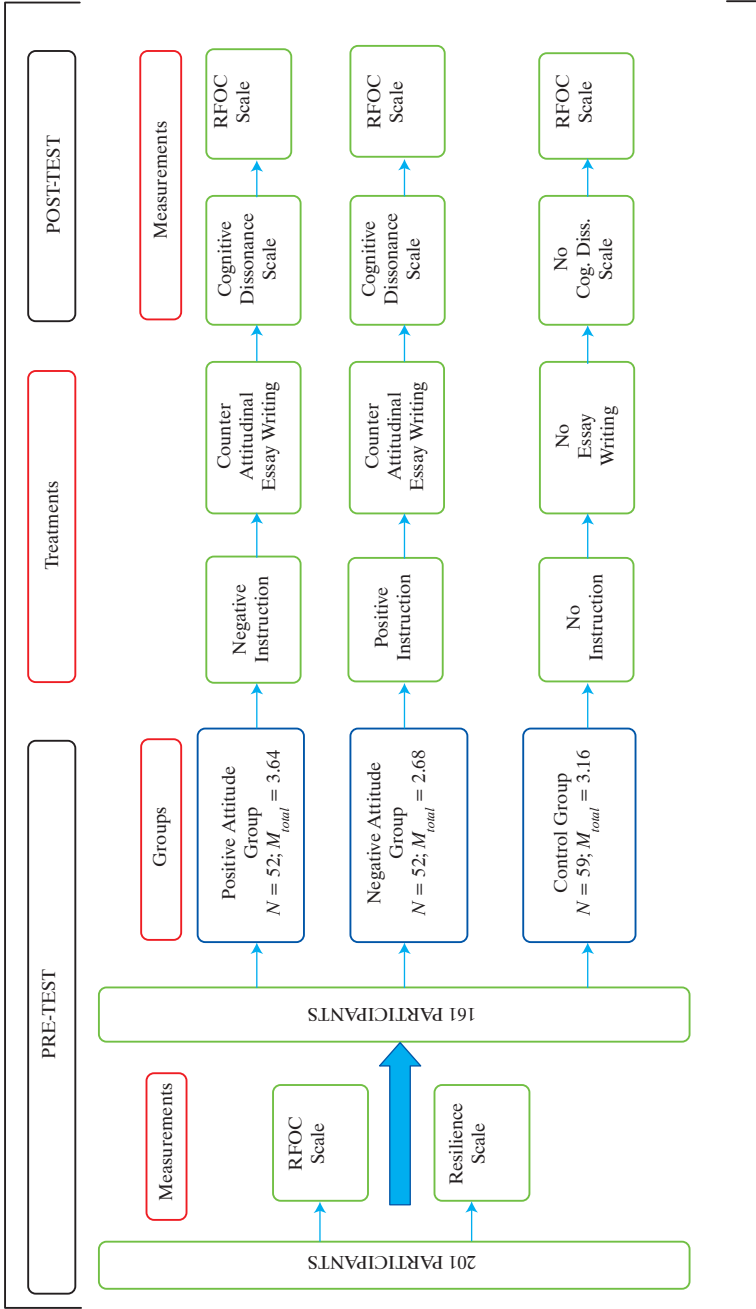 PRE-TEST
Treatments
POST-TEST
Measurements
Groups
Measurements
201 PARTICIPANTS
RFOC
Scale
Resilience
Scale
161 PARTICIPANTS
Positive Attitude
Group
N = 52; M total = 3.64
Negative
Instruction
Counter
Attitudinal
Essay Writing
Cognitive
Dissonance
Scale
RFOC
Scale
Negative Attitude
Group
N = 52; M total = 2.68
Positive
Instruction
Counter
Attitudinal
Essay Writing
Cognitive
Dissonance
Scale
RFOC
Scale
Control Group
N = 59; M total = 3.16
No
Instruction
No
Essay
Writing
No
Cog. Diss.
Scale
RFOC
Scale